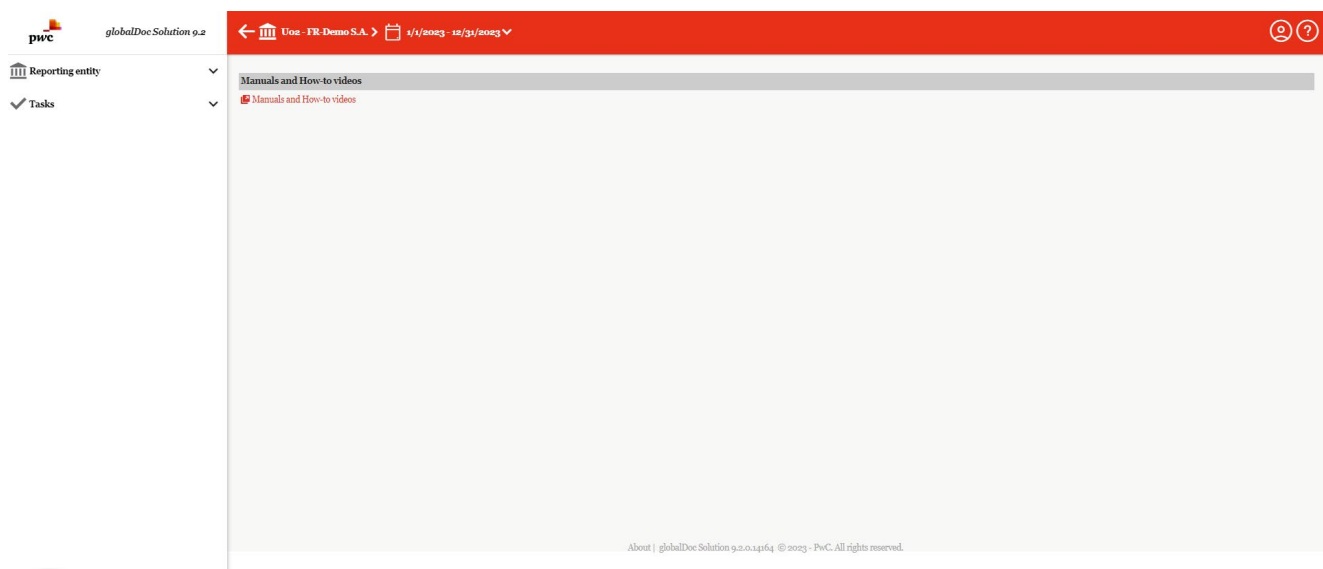 pwc
globalDoc Solution 9.2
U02 - FR-Demo S.A.
1/1/2023 - 12/31/2023
?
Reporting entity
Tasks
Manuals and How-to videos
Manuals and How-to videos
About | globalDoc Solution 9.2.0.14164 © 2023 - PwC. All rights reserved.